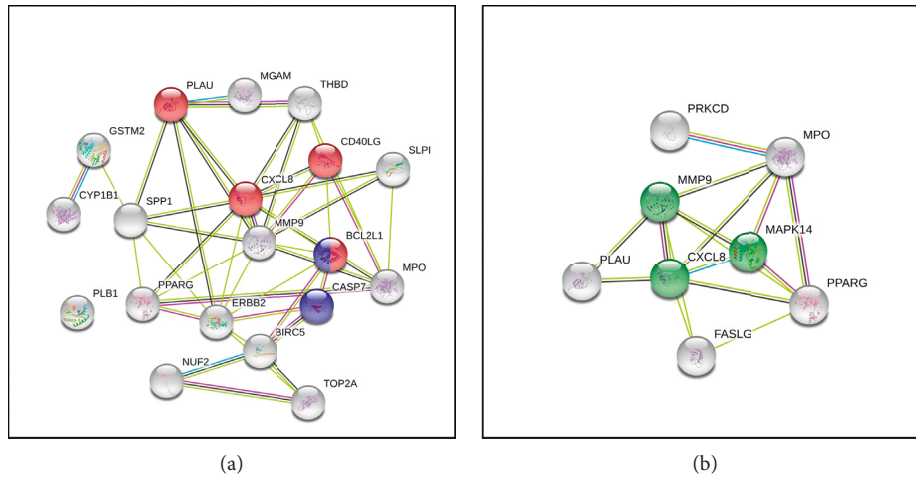 PLAU
MGAM
THBD
GSTM2
CD40LG
SLPI
CYP1B1
SPP1
CXCL8
MMP9
BCL2L1
MPO
PLB1
PPARG
ERBB2
CASP7
BIRC5
NUF2
TOP2A
(a)
PRKCD
MPO
MMP9
MAPK14
PLAU
CXCL8
PPARG
FASLG
(b)